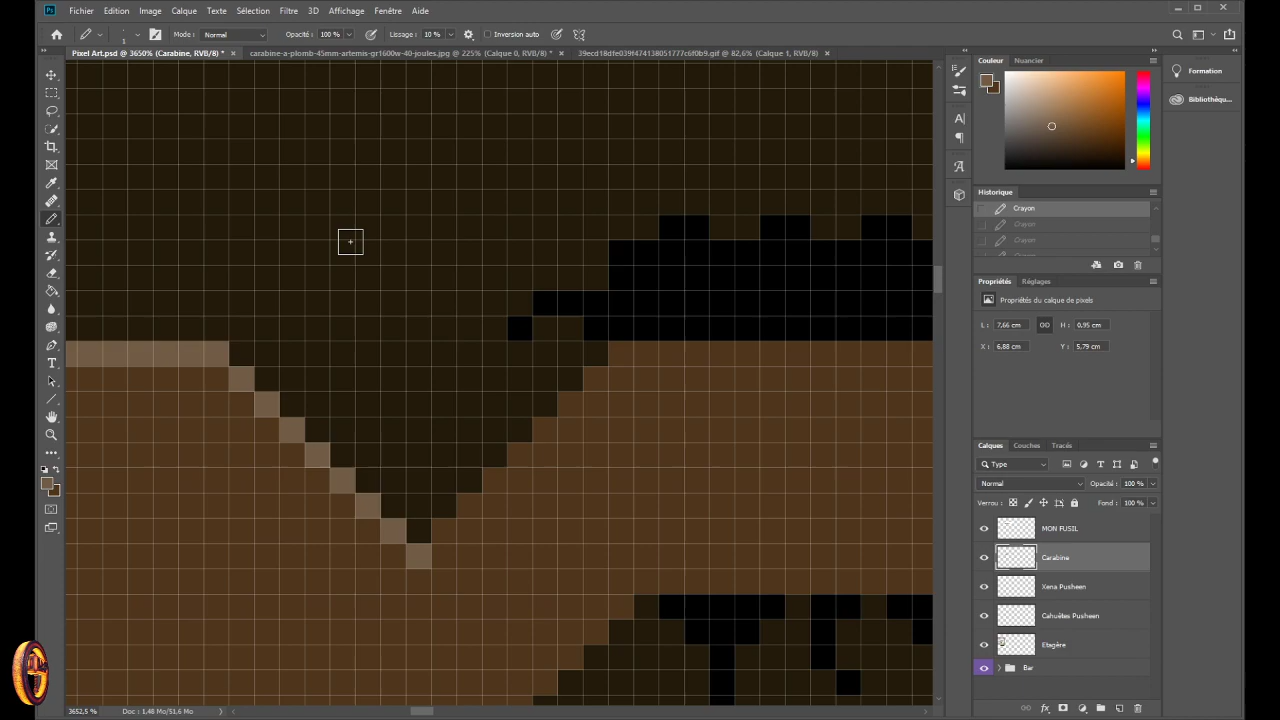 Ps Fichier Edition Image Calque Texte Sélection Filtre 3D Affichage Fenêtre Aide
1 Mode : Normal Opacité : 100 % Lissage : 10 % Inversion auto
Pixel Art.psd @ 3650% (Carabine, RVB/8) * × carabine-a-plomb-45mm-artemis-gr1600w-40-joules.jpg @ 225% (Calque 0, RVB/8) * × 39ecd18dfe039f474138051777c6f0b9.gif @ 82,6% (Calque 1, RVB/8) ×
Couleur Nuancier
Formation
Bibliothèqu...
Historique
Crayon
Crayon
Crayon
Propriétés Réglages
Propriétés du calque de pixels
L : 7,66 cm H : 0,95 cm
X : 6,88 cm Y : 5,79 cm
Calques Couches Tracés
Type
Normal Opacité : 100 %
Verrou : Fond : 100 %
MON FUSIL
Carabine
Xena Pusheen
Cahuètes Pusheen
Etagère
Bar
3652,5 % Doc : 1,48 Mo/51,6 Mo